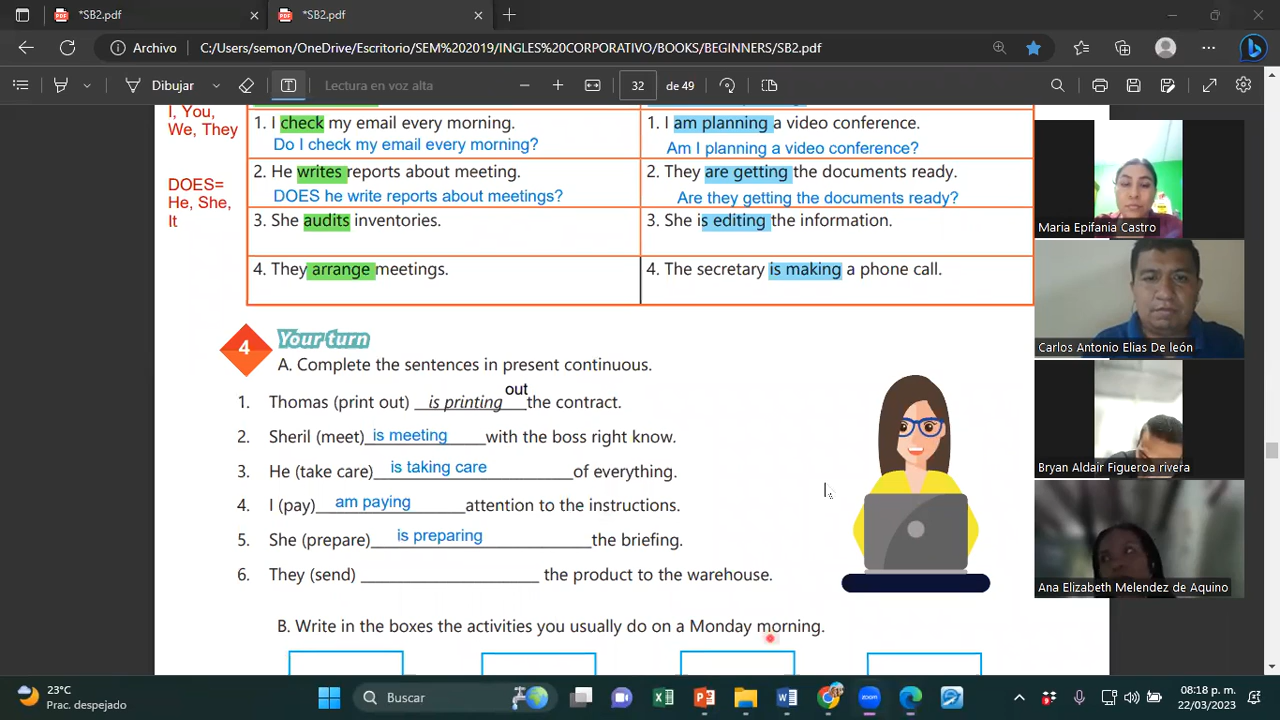 *SB2.pdf
*SB2.pdf
Archivo
C:/Users/semon/OneDrive/Escritorio/SEM%202019/INGLES%20CORPORATIVO/BOOKS/BEGINNERS/SB2.pdf
Dibujar
Lectura en voz alta
32
de 49
I, You,
We, They
DOES=
He, She,
It
1. I check my email every morning.
Do I check my email every morning?
1. I am planning a video conference.
Am I planning a video conference?
2. He writes reports about meeting.
DOES he write reports about meetings?
2. They are getting the documents ready.
Are they getting the documents ready?
3. She audits inventories.
3. She is editing the information.
4. They arrange meetings.
4. The secretary is making a phone call.
4
Your turn
A. Complete the sentences in present continuous.
out
1. Thomas (print out) is printing the contract.
2. Sheril (meet) is meeting with the boss right know.
3. He (take care) is taking care of everything.
4. I (pay) am paying attention to the instructions.
5. She (prepare) is preparing the briefing.
6. They (send) ____________________ the product to the warehouse.
B. Write in the boxes the activities you usually do on a Monday morning.
Maria Epifania Castro
Carlos Antonio Elias De león
Bryan Aldair Figueroa rivera
Ana Elizabeth Melendez de Aquino
23°C
Prac. despejado
Buscar
08:18 p. m.
22/03/2023